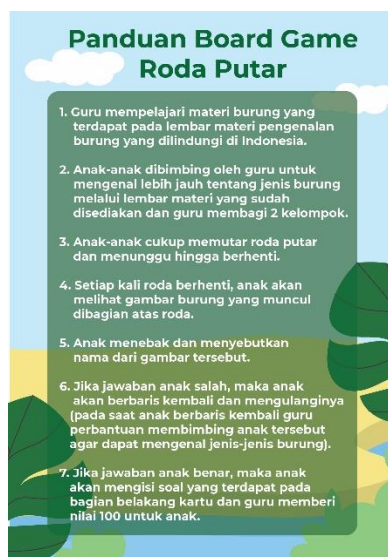 Panduan Board Game
Roda Putar
1. Guru mempelajari materi burung yang
terdapat pada lembar materi pengenalan
burung yang dilindungi di Indonesia.
2. Anak-anak dibimbing oleh guru untuk
mengenal lebih jauh tentang jenis burung
melalui lembar materi yang sudah
disediakan dan guru membagi 2 kelompok.
3. Anak-anak cukup memutar roda putar
dan menunggu hingga berhenti.
4. Setiap kali roda berhenti, anak akan
melihat gambar burung yang muncul
dibagian atas roda.
5. Anak menebak dan menyebutkan
nama dari gambar tersebut.
6. Jika jawaban anak salah, maka anak
akan berbaris kembali dan mengulanginya
(pada saat anak berbaris kembali guru
perbantuan membimbing anak tersebut
agar dapat mengenal jenis-jenis burung).
7. Jika jawaban anak benar, maka anak
akan mengisi soal yang terdapat pada
bagian belakang kartu dan guru memberi
nilai 100 untuk anak.